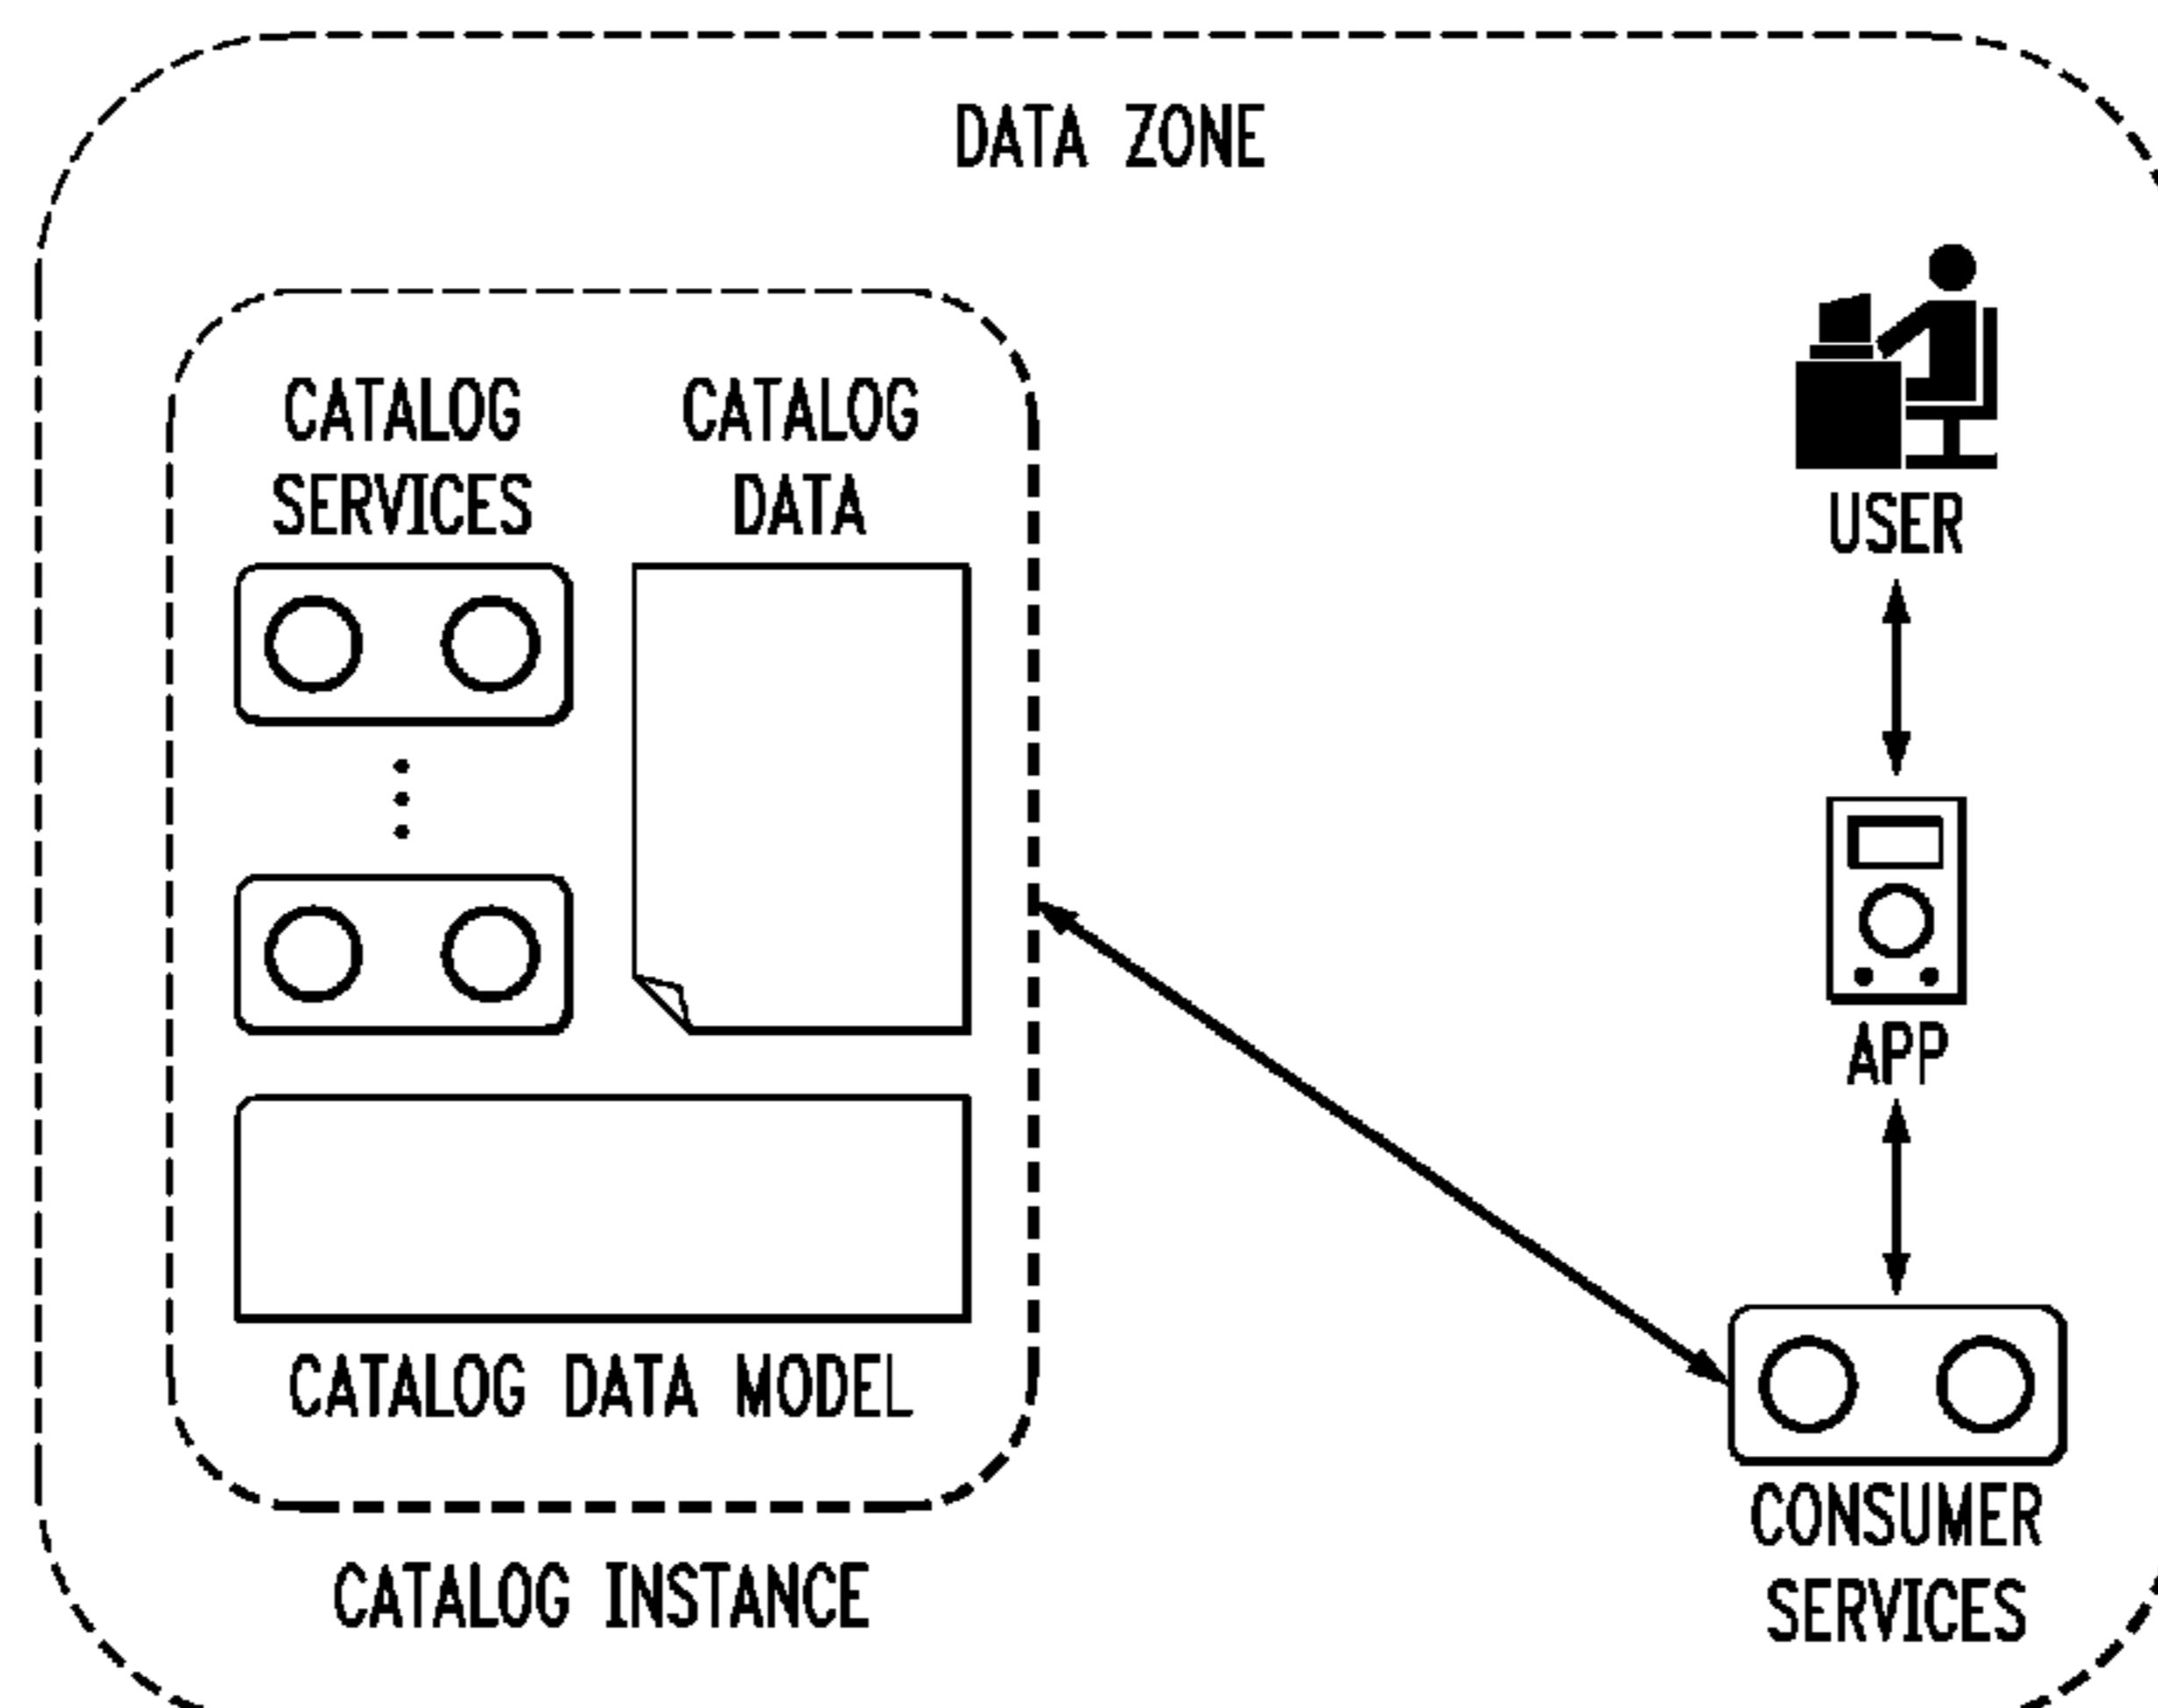 DATA ZONE
CATALOG
SERVICES
CATALOG
DATA
CATALOG DATA MODEL
CATALOG INSTANCE
USER
APP
CONSUMER
SERVICES